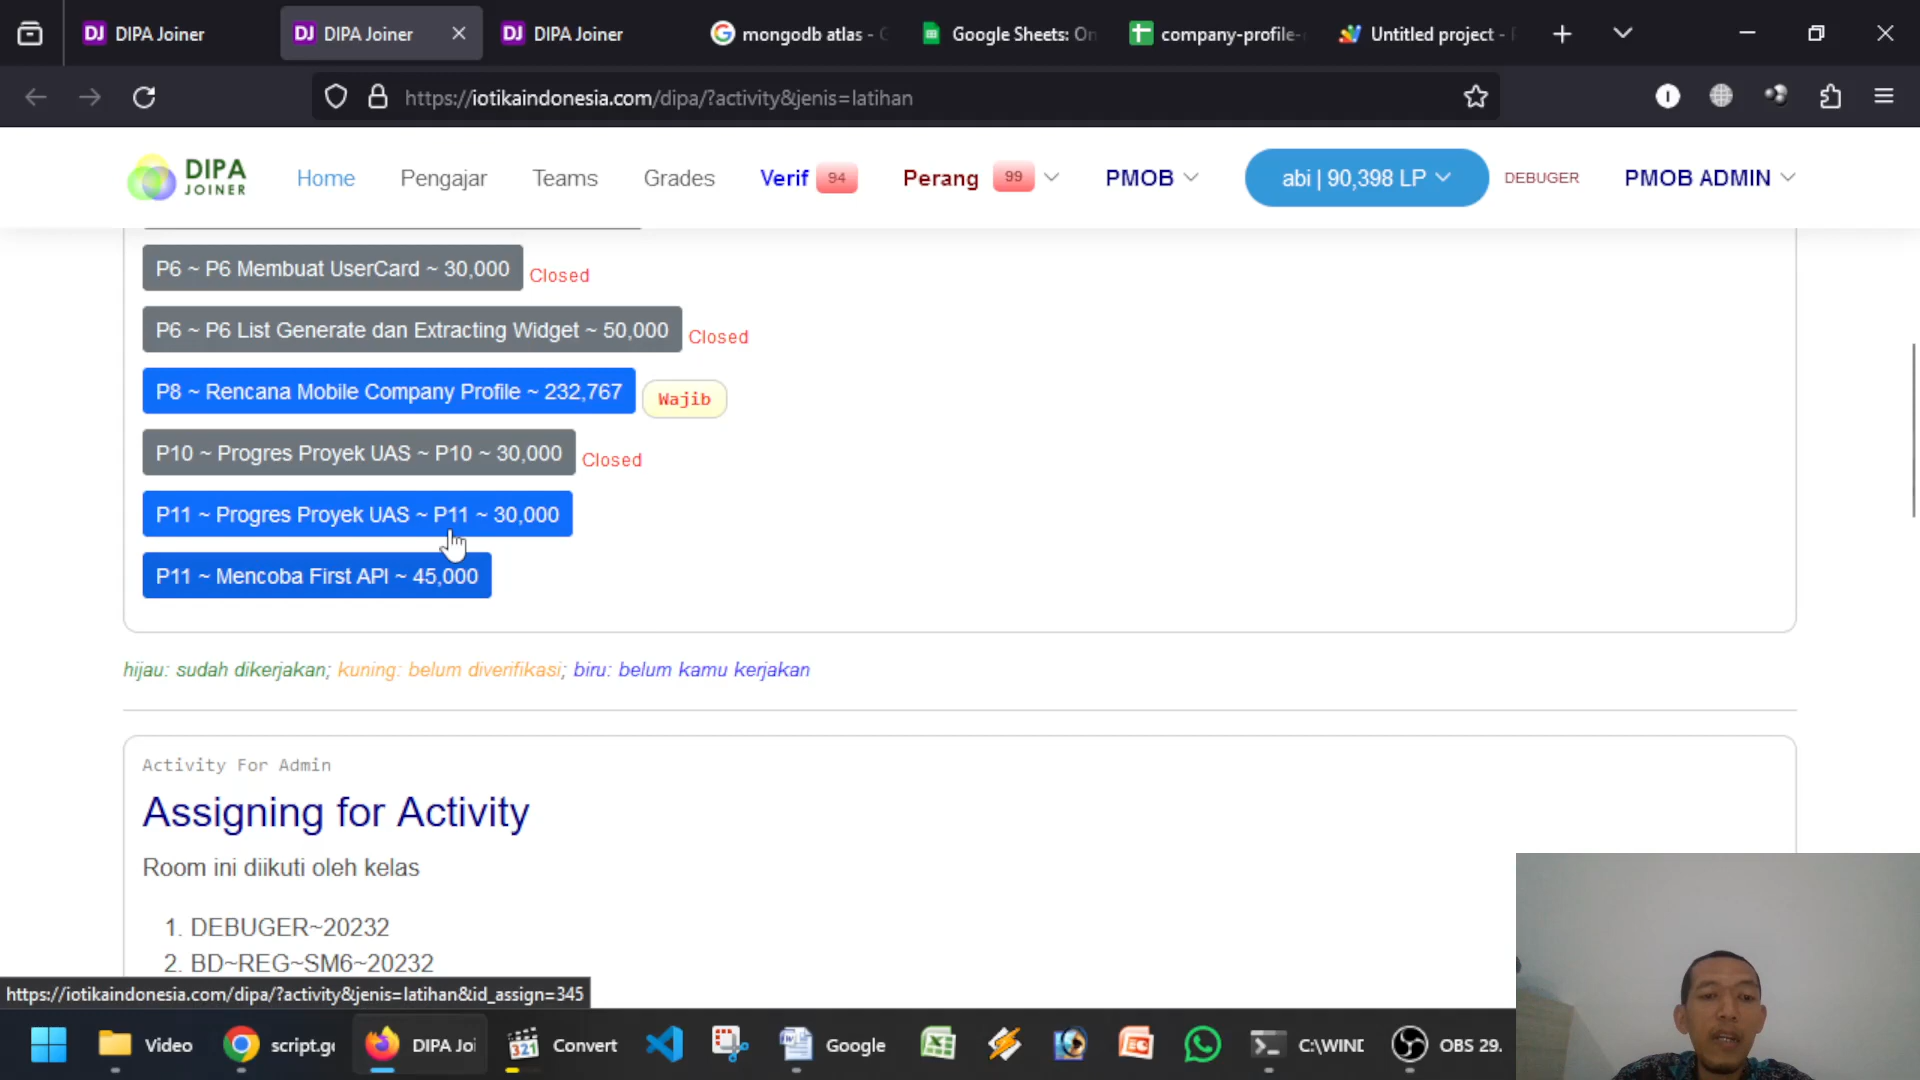 DJ DIPA Joiner
DJ DIPA Joiner
DJ DIPA Joiner
mongodb atlas -
Google Sheets: On
company-profile-
Untitled project -
https://iotikaindonesia.com/dipa/?activity&jenis=latihan
DIPA
JOINER
Home
Pengajar
Teams
Grades
Verif 94
Perang 99
PMOB
abi | 90,398 LP
DEBUGER
PMOB ADMIN
P6 ~ P6 Membuat UserCard ~ 30,000 Closed
P6 ~ P6 List Generate dan Extracting Widget ~ 50,000 Closed
P8 ~ Rencana Mobile Company Profile ~ 232,767 Wajib
P10 ~ Progres Proyek UAS ~ P10 ~ 30,000 Closed
P11 ~ Progres Proyek UAS ~ P11 ~ 30,000
P11 ~ Mencoba First API ~ 45,000
hijau: sudah dikerjakan; kuning: belum diverifikasi; biru: belum kamu kerjakan
Activity For Admin
Assigning for Activity
Room ini diikuti oleh kelas
1. DEBUGER~20232
2. BD~REG~SM6~20232
https://iotikaindonesia.com/dipa/?activity&jenis=latihan&id_assign=345
Video
script.g
DIPA Joi
321
Convert
Google
C:\WIND
OBS 29.